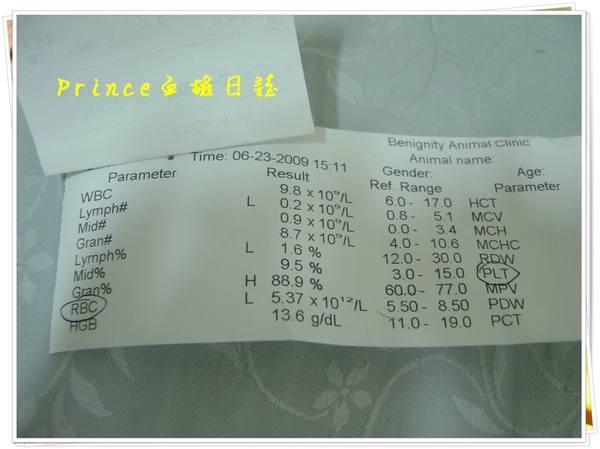 Prince血檢日誌
Benignity Animal Clinic
Time: 06-23-2009 15:11 Animal name:
Parameter Result Gender: Age:
Ref. Range Parameter
WBC 9.8 x 10⁹/L 6.0 - 17.0 HCT
Lymph# L 0.2 x 10⁹/L 0.8 - 5.1 MCV
Mid# 0.9 x 10⁹/L 0.0 - 3.4 MCH
Gran# 8.7 x 10⁹/L 4.0 - 10.6 MCHC
Lymph% L 1.6 % 12.0 - 30.0 RDW
Mid% 9.5 % 3.0 - 15.0 PLT
Gran% H 88.9 % 60.0 - 77.0 MPV
RBC L 5.37 x 10¹²/L 5.50 - 8.50 PDW
HGB 13.6 g/dL 11.0 - 19.0 PCT